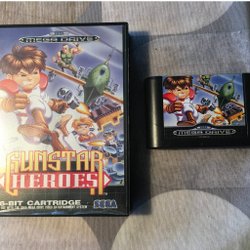 MEGA DRIVE
GUNSTAR
HEROES
16-BIT CARTRIDGE
SEGA
MEGA DRIVE